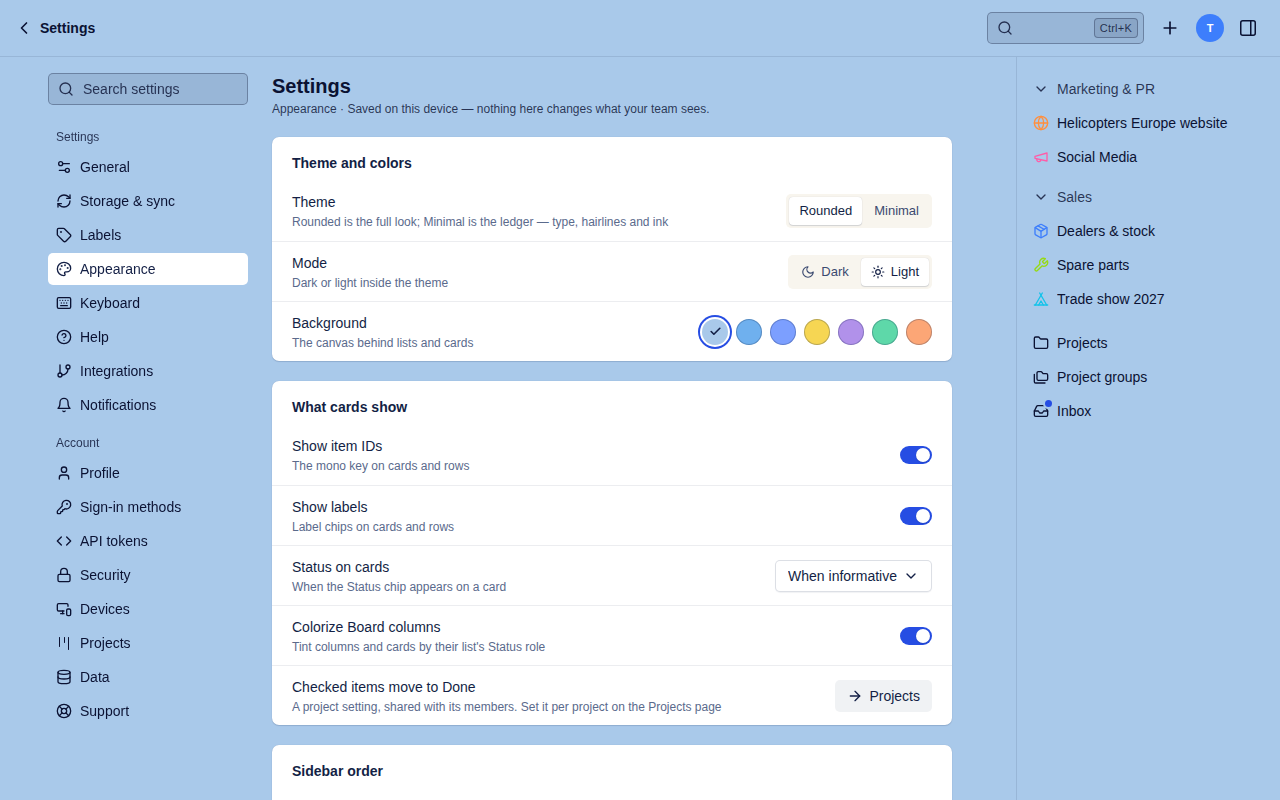 Settings
Ctrl+K
T
Search settings
Settings
General
Storage & sync
Labels
Appearance
Keyboard
Help
Integrations
Notifications
Account
Profile
Sign-in methods
API tokens
Security
Devices
Projects
Data
Support
Settings
Appearance · Saved on this device — nothing here changes what your team sees.
Theme and colors
Theme
Rounded is the full look; Minimal is the ledger — type, hairlines and ink
Rounded
Minimal
Mode
Dark or light inside the theme
Dark
Light
Background
The canvas behind lists and cards
What cards show
Show item IDs
The mono key on cards and rows
Show labels
Label chips on cards and rows
Status on cards
When the Status chip appears on a card
When informative
Colorize Board columns
Tint columns and cards by their list's Status role
Checked items move to Done
A project setting, shared with its members. Set it per project on the Projects page
Projects
Sidebar order
Marketing & PR
Helicopters Europe website
Social Media
Sales
Dealers & stock
Spare parts
Trade show 2027
Projects
Project groups
Inbox